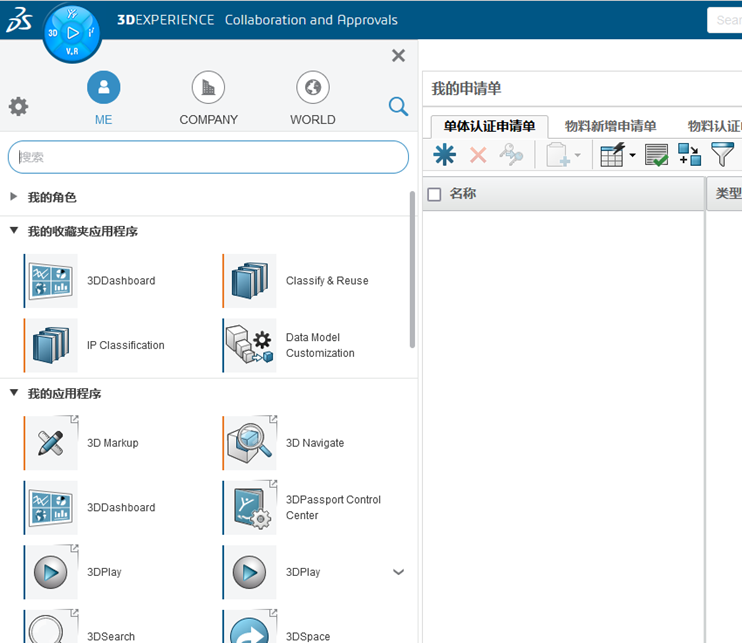 3DEXPERIENCE Collaboration and Approvals
Sear
3D
V.R
ME
COMPANY
WORLD
搜索
我的角色
我的收藏夹应用程序
3DDashboard
Classify & Reuse
IP Classification
Data Model
Customization
我的应用程序
3D Markup
3D Navigate
3DDashboard
3DPassport Control
Center
3DPlay
3DPlay
3DSearch
3DSpace
我的申请单
单体认证申请单
物料新增申请单
物料认证申
名称
类型